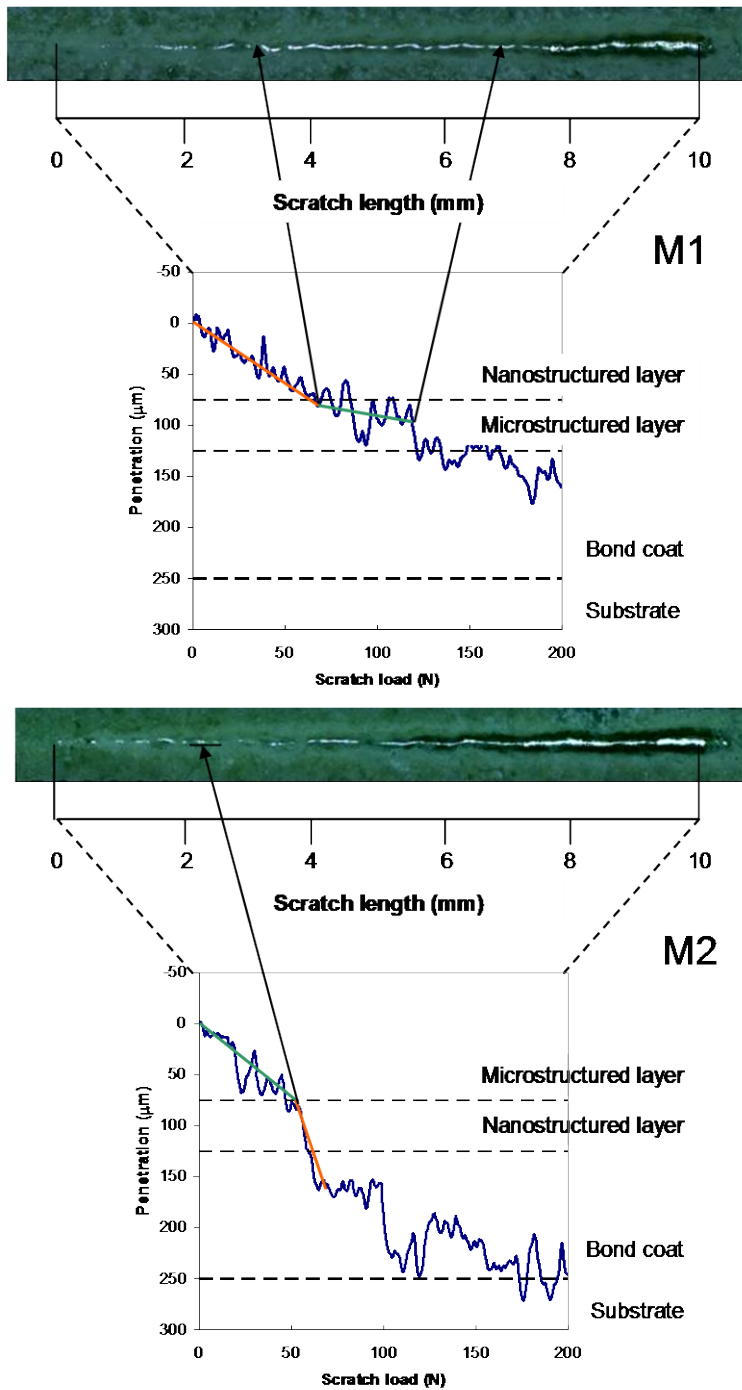 0 2 4 6 8 10
Scratch length (mm)
M1
-50
0
50
100
150
200
250
300
Penetration (μm)
Nanostructured layer
Microstructured layer
Bond coat
Substrate
0 50 100 150 200
Scratch load (N)
0 2 4 6 8 10
Scratch length (mm)
M2
-50
0
50
100
150
200
250
300
Penetration (μm)
Microstructured layer
Nanostructured layer
Bond coat
Substrate
0 50 100 150 200
Scratch load (N)